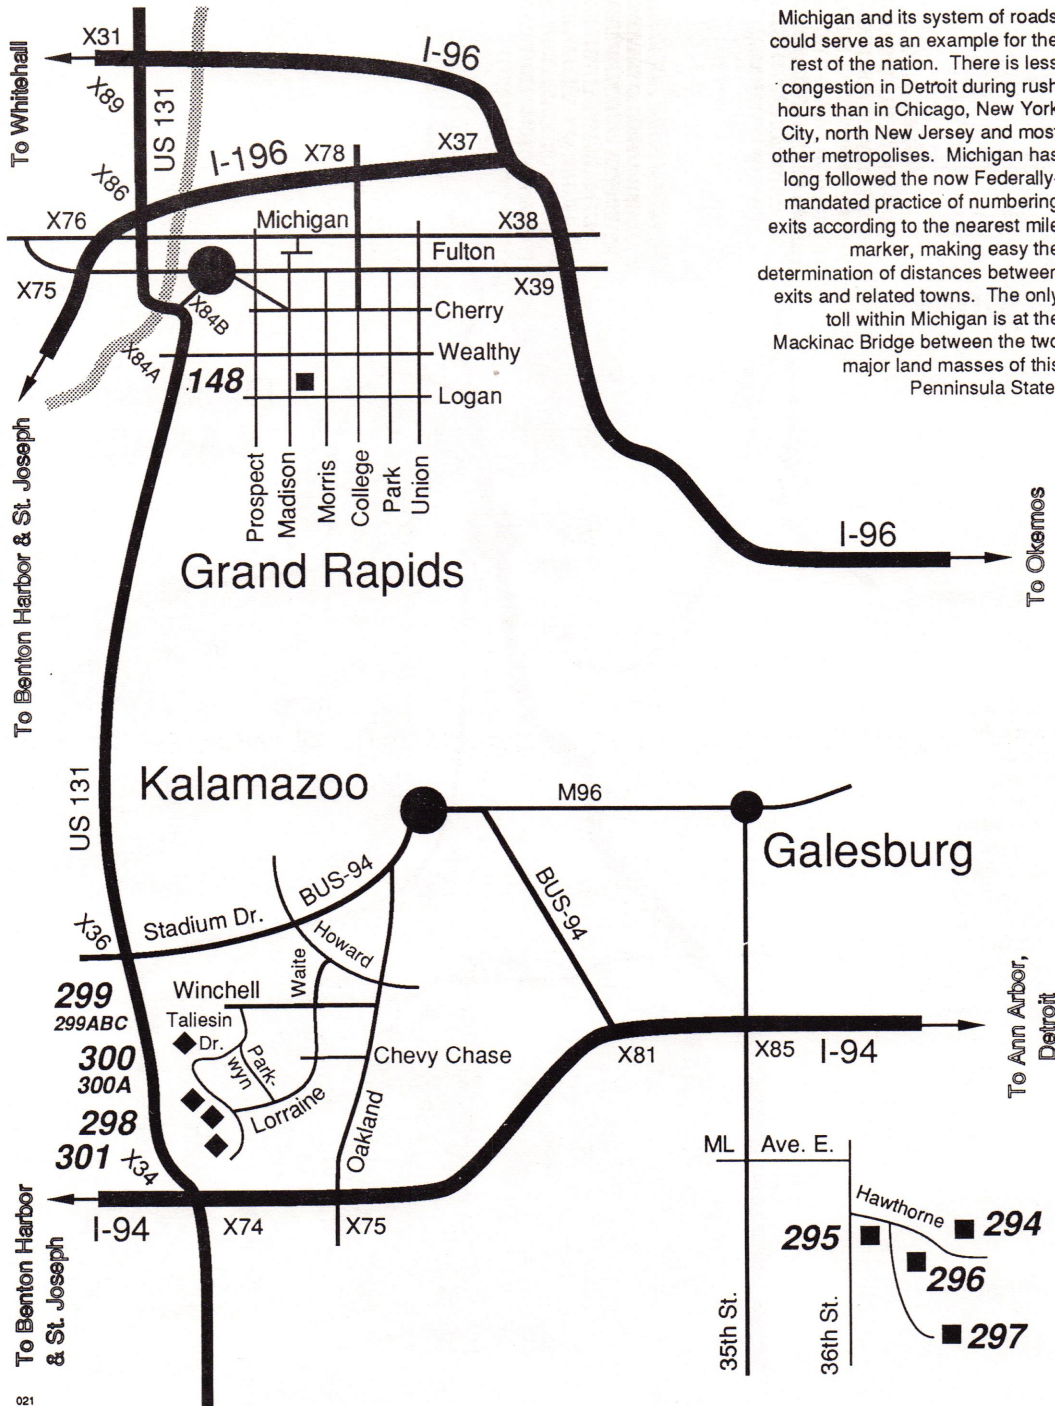 Michigan and its system of roads
could serve as an example for the
rest of the nation. There is less
congestion in Detroit during rush
hours than in Chicago, New York
City, north New Jersey and most
other metropolises. Michigan has
long followed the now Federally-
mandated practice of numbering
exits according to the nearest mile
marker, making easy the
determination of distances between
exits and related towns. The only
toll within Michigan is at the
Mackinac Bridge between the two
major land masses of this
Penninsula State
To Whitehall
X31
I-96
X89
US 131
I-196
X78
X37
X86
X76
Michigan
X38
Fulton
X75
X39
X84B
Cherry
X84A
Wealthy
148
Logan
Prospect
Madison
Morris
College
Park
Union
To Benton Harbor & St. Joseph
Grand Rapids
I-96
To Okemos
US 131
Kalamazoo
M96
Galesburg
BUS-94
BUS-94
Stadium Dr.
X36
Howard
Waite
Winchell
299
299ABC
Taliesin
Dr.
300
300A
Park-
wyn
Chevy Chase
Lorraine
Oakland
298
301
X34
X81
X85
I-94
To Ann Arbor,
Detroit
To Benton Harbor
& St. Joseph
I-94
X74
X75
ML
Ave. E.
Hawthorne
294
295
296
297
35th St.
36th St.
021